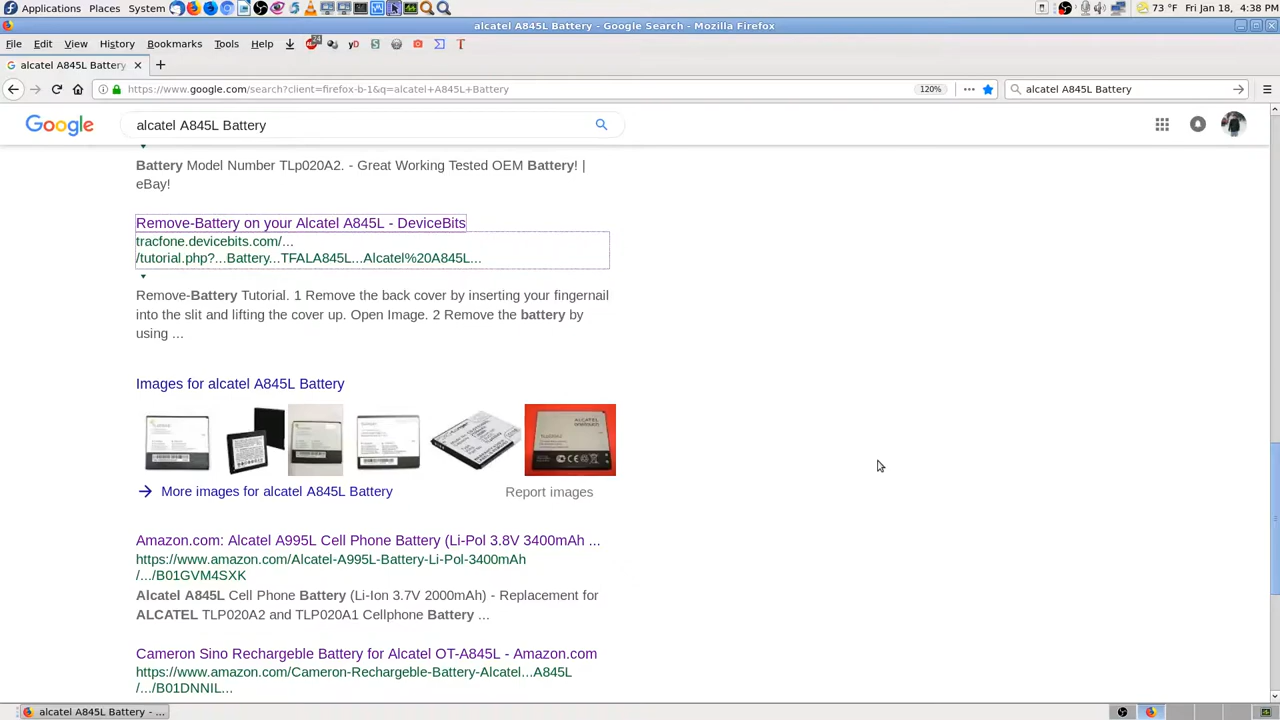 Applications Places System 73 °F Fri Jan 18, 4:38 PM
alcatel A845L Battery - Google Search - Mozilla Firefox
File Edit View History Bookmarks Tools Help
alcatel A845L Battery
https://www.google.com/search?client=firefox-b-1&q=alcatel+A845L+Battery 120% alcatel A845L Battery
Google alcatel A845L Battery
Battery Model Number TLp020A2. - Great Working Tested OEM Battery! |
eBay!
Remove-Battery on your Alcatel A845L - DeviceBits
tracfone.devicebits.com/...
/tutorial.php?...Battery...TFALA845L...Alcatel%20A845L...
Remove-Battery Tutorial. 1 Remove the back cover by inserting your fingernail
into the slit and lifting the cover up. Open Image. 2 Remove the battery by
using ...
Images for alcatel A845L Battery
ALCATEL
onetouch
More images for alcatel A845L Battery Report images
Amazon.com: Alcatel A995L Cell Phone Battery (Li-Pol 3.8V 3400mAh ...
https://www.amazon.com/Alcatel-A995L-Battery-Li-Pol-3400mAh
/.../B01GVM4SXK
Alcatel A845L Cell Phone Battery (Li-Ion 3.7V 2000mAh) - Replacement for
ALCATEL TLP020A2 and TLP020A1 Cellphone Battery ...
Cameron Sino Rechargeble Battery for Alcatel OT-A845L - Amazon.com
https://www.amazon.com/Cameron-Rechargeble-Battery-Alcatel...A845L
/.../B01DNNIL...
alcatel A845L Battery - ...